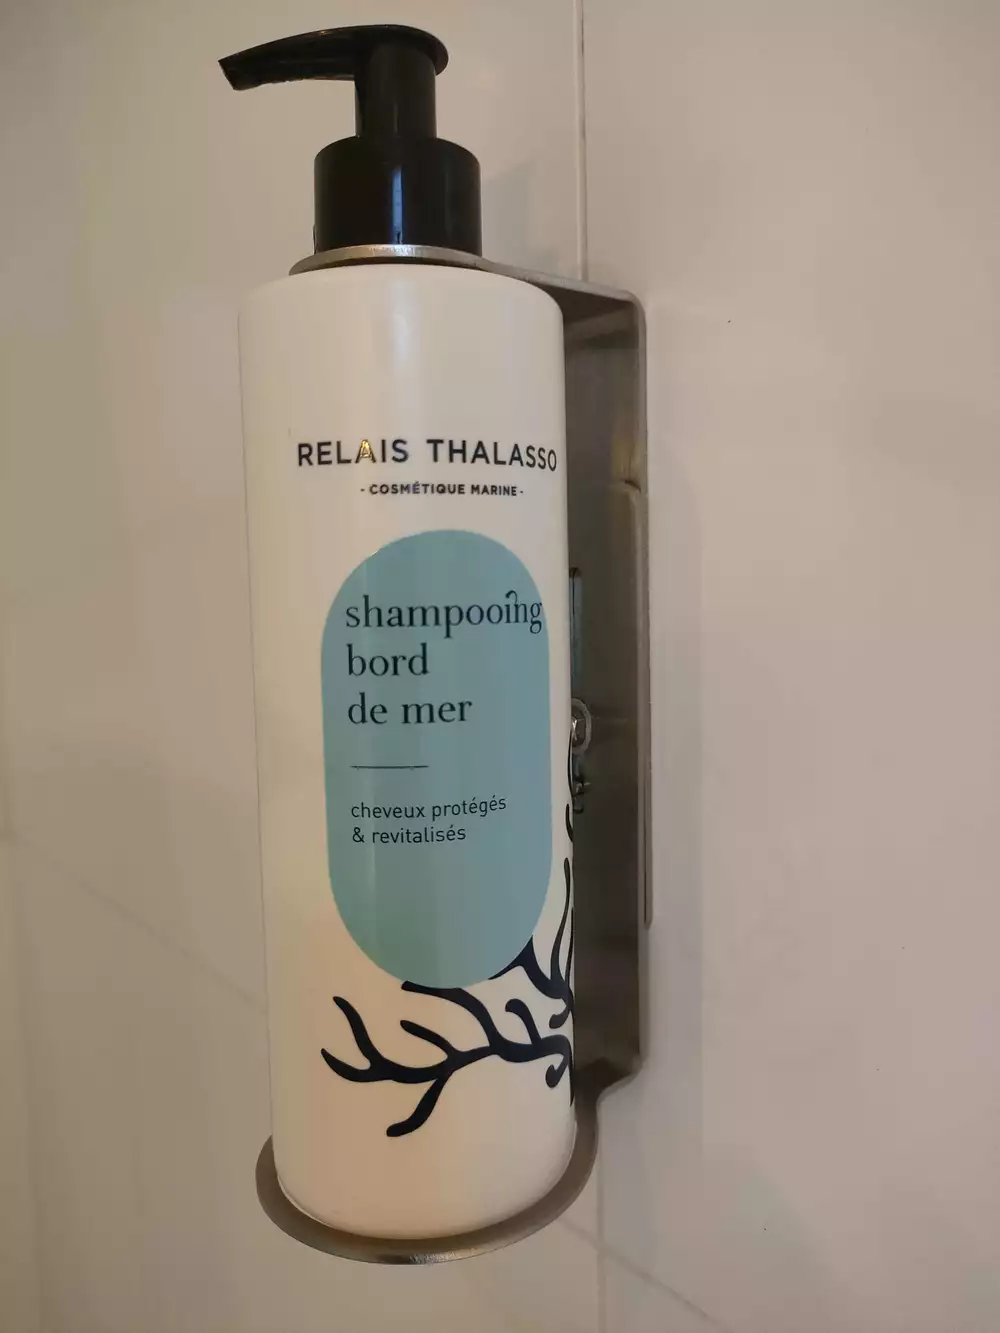 RELAIS THALASSO
- COSMÉTIQUE MARINE -
shampooing
bord
de mer
cheveux protégés
& revitalisés